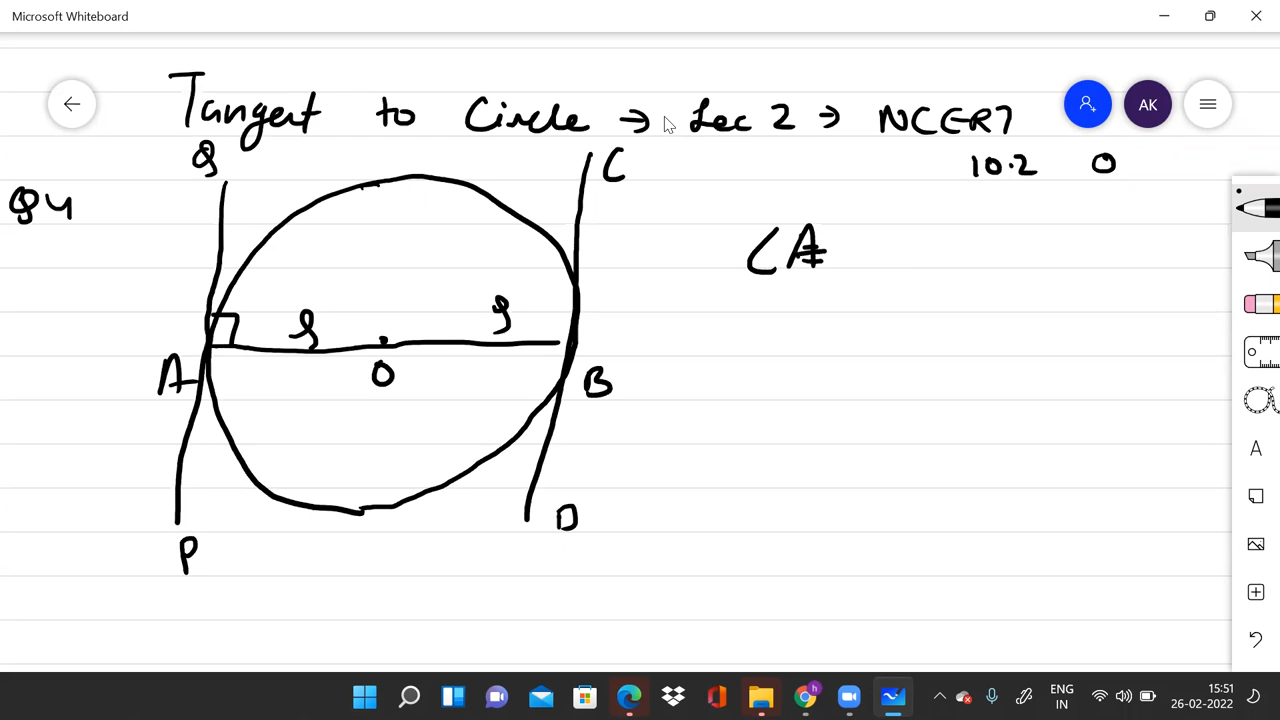 Microsoft Whiteboard
Tangent to Circle → Lec 2 → NCERT
10.2 O
AK
Q C
Q4
(A
r r
A O B
D
P
A
ENG
IN
15:51
26-02-2022